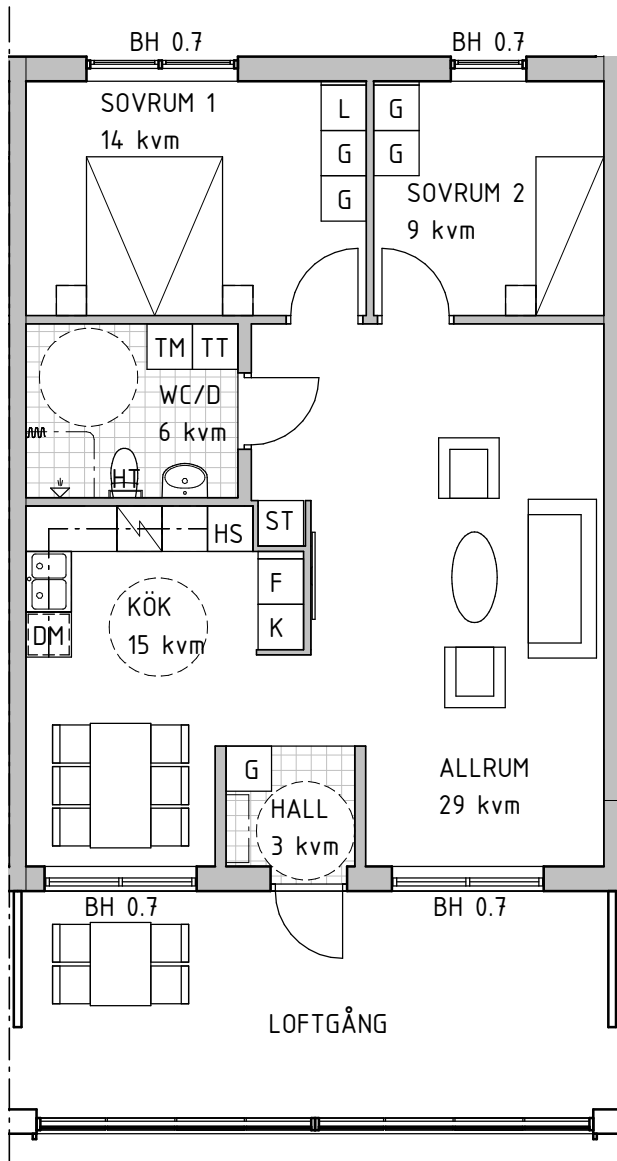 BH 0.7
BH 0.7
SOVRUM 1
14 kvm
L
G
G
G
G
SOVRUM 2
9 kvm
TM
TT
WC/D
6 kvm
HT
ST
HS
F
K
KÖK
15 kvm
DM
G
HALL
3 kvm
ALLRUM
29 kvm
BH 0.7
BH 0.7
LOFTGÅNG